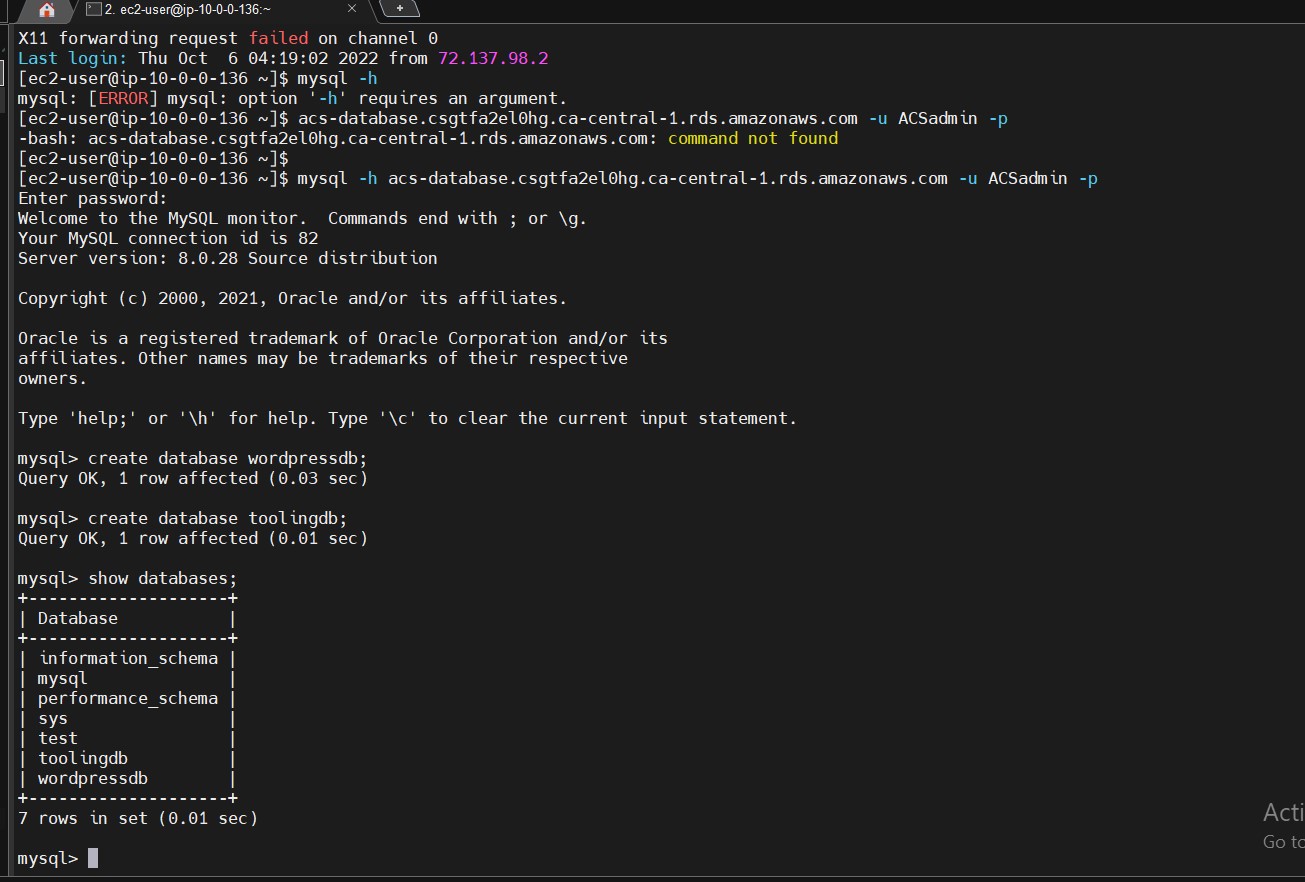 2. ec2-user@ip-10-0-0-136:~
X11 forwarding request failed on channel 0
Last login: Thu Oct  6 04:19:02 2022 from 72.137.98.2
[ec2-user@ip-10-0-0-136 ~]$ mysql -h
mysql: [ERROR] mysql: option '-h' requires an argument.
[ec2-user@ip-10-0-0-136 ~]$ acs-database.csgtfa2el0hg.ca-central-1.rds.amazonaws.com -u ACSadmin -p
-bash: acs-database.csgtfa2el0hg.ca-central-1.rds.amazonaws.com: command not found
[ec2-user@ip-10-0-0-136 ~]$
[ec2-user@ip-10-0-0-136 ~]$ mysql -h acs-database.csgtfa2el0hg.ca-central-1.rds.amazonaws.com -u ACSadmin -p
Enter password:
Welcome to the MySQL monitor.  Commands end with ; or \g.
Your MySQL connection id is 82
Server version: 8.0.28 Source distribution
Copyright (c) 2000, 2021, Oracle and/or its affiliates.
Oracle is a registered trademark of Oracle Corporation and/or its
affiliates. Other names may be trademarks of their respective
owners.
Type 'help;' or '\h' for help. Type '\c' to clear the current input statement.
mysql> create database wordpressdb;
Query OK, 1 row affected (0.03 sec)
mysql> create database toolingdb;
Query OK, 1 row affected (0.01 sec)
mysql> show databases;
+--------------------+
| Database           |
+--------------------+
| information_schema |
| mysql              |
| performance_schema |
| sys                |
| test               |
| toolingdb          |
| wordpressdb        |
+--------------------+
7 rows in set (0.01 sec)
mysql>
Acti
Go to